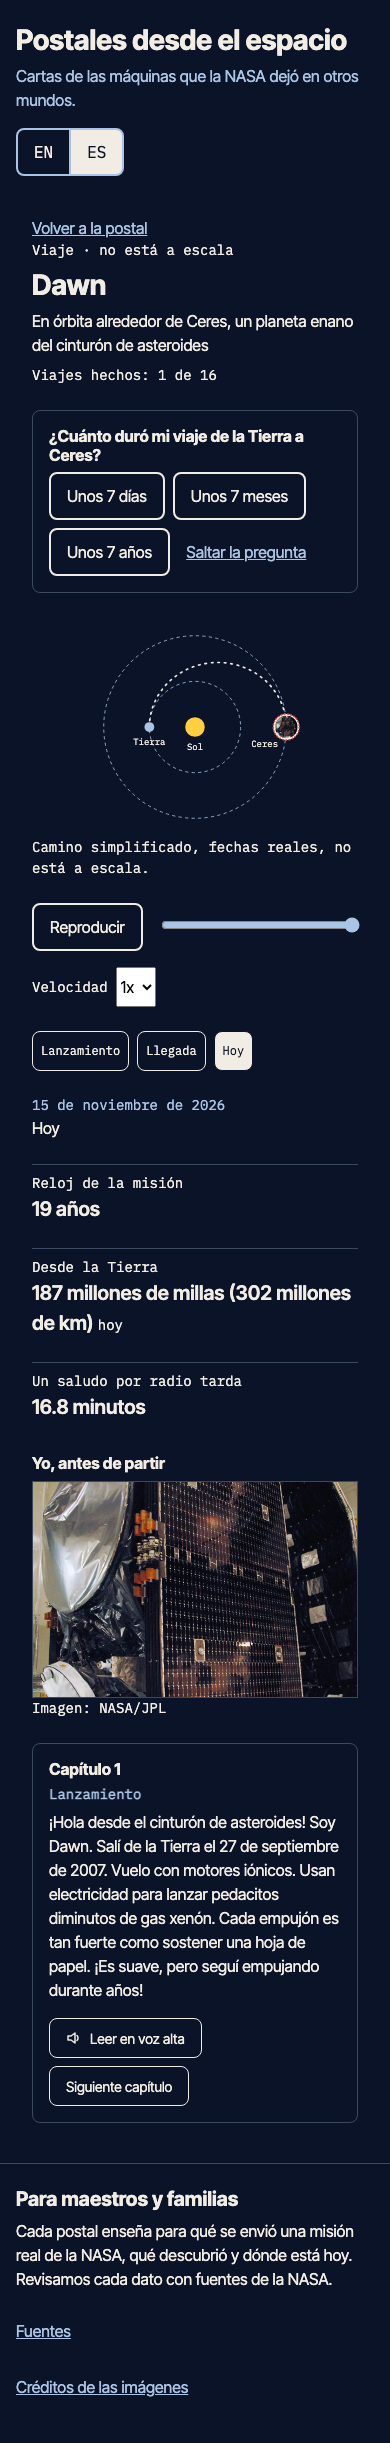 Postales desde el espacio
Cartas de las máquinas que la NASA dejó en otros
mundos.
EN ES
Volver a la postal
Viaje · no está a escala
Dawn
En órbita alrededor de Ceres, un planeta enano
del cinturón de asteroides
Viajes hechos: 1 de 16
¿Cuánto duró mi viaje de la Tierra a
Ceres?
Unos 7 días
Unos 7 meses
Unos 7 años
Saltar la pregunta
Tierra
Sol
Ceres
Camino simplificado, fechas reales, no
está a escala.
Reproducir
Velocidad 1x
Lanzamiento
Llegada
Hoy
15 de noviembre de 2026
Hoy
Reloj de la misión
19 años
Desde la Tierra
187 millones de millas (302 millones
de km) hoy
Un saludo por radio tarda
16.8 minutos
Yo, antes de partir
Imagen: NASA/JPL
Capítulo 1
Lanzamiento
¡Hola desde el cinturón de asteroides! Soy
Dawn. Salí de la Tierra el 27 de septiembre
de 2007. Vuelo con motores iónicos. Usan
electricidad para lanzar pedacitos
diminutos de gas xenón. Cada empujón es
tan fuerte como sostener una hoja de
papel. ¡Es suave, pero seguí empujando
durante años!
Leer en voz alta
Siguiente capítulo
Para maestros y familias
Cada postal enseña para qué se envió una misión
real de la NASA, qué descubrió y dónde está hoy.
Revisamos cada dato con fuentes de la NASA.
Fuentes
Créditos de las imágenes